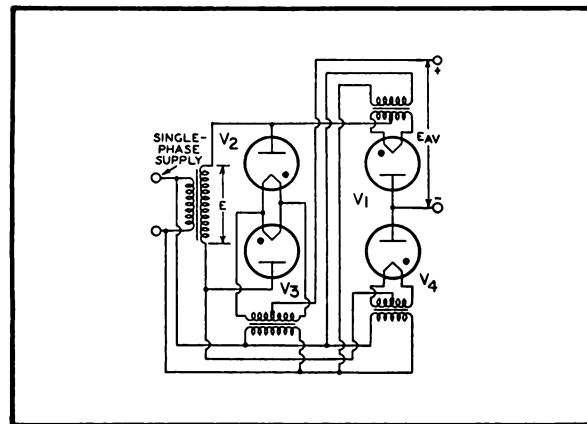 +
SINGLE-
PHASE
SUPPLY
V2
E
EAV
V1
−
V3
V4